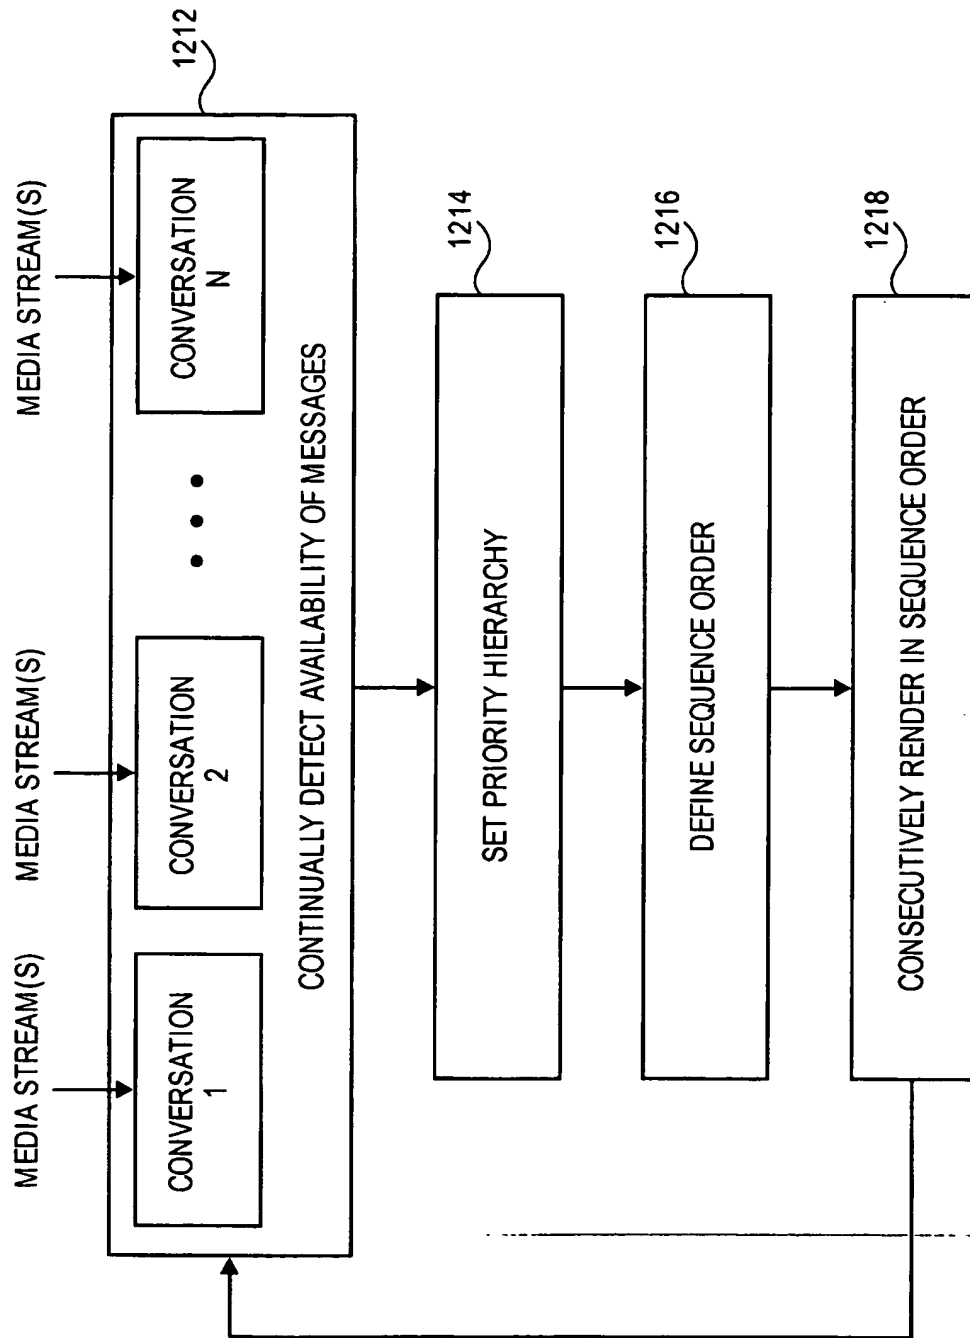 MEDIA STREAM(S)
MEDIA STREAM(S)
MEDIA STREAM(S)
1212
CONVERSATION
1
CONVERSATION
2
CONVERSATION
N
CONTINUALLY DETECT AVAILABILITY OF MESSAGES
1214
SET PRIORITY HIERARCHY
1216
DEFINE SEQUENCE ORDER
1218
CONSECUTIVELY RENDER IN SEQUENCE ORDER